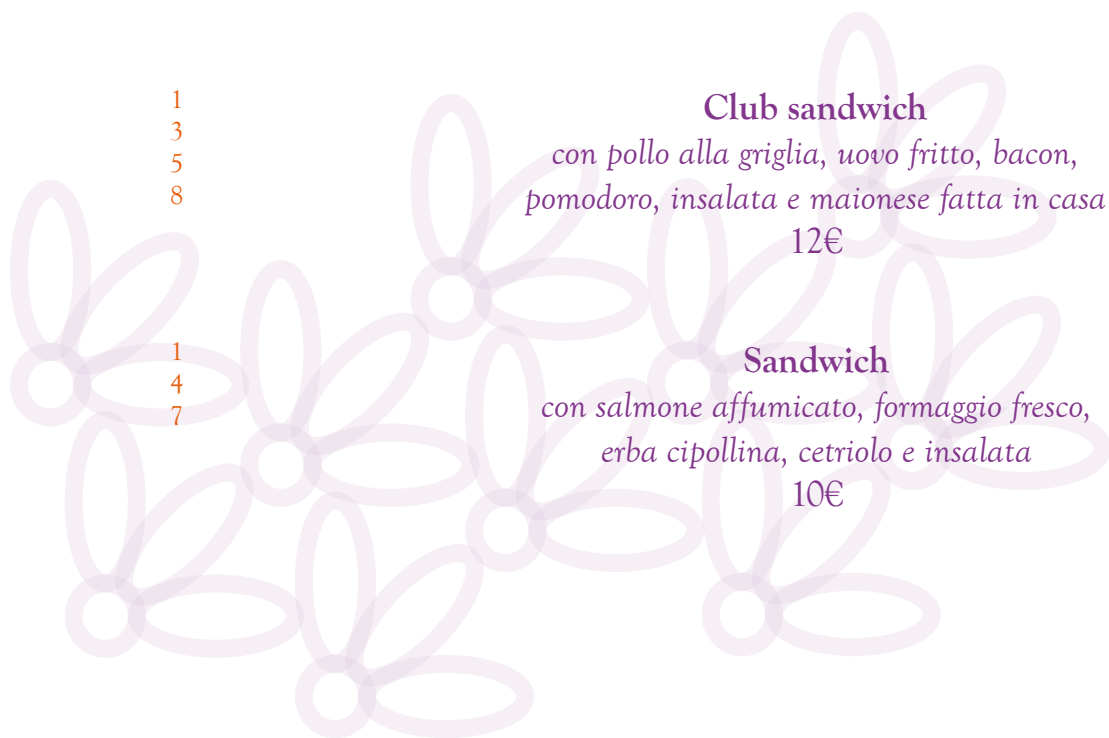 1
3
5
8
Club sandwich
con pollo alla griglia, uovo fritto, bacon,
pomodoro, insalata e maionese fatta in casa
12€
1
4
7
Sandwich
con salmone affumicato, formaggio fresco,
erba cipollina, cetriolo e insalata
10€